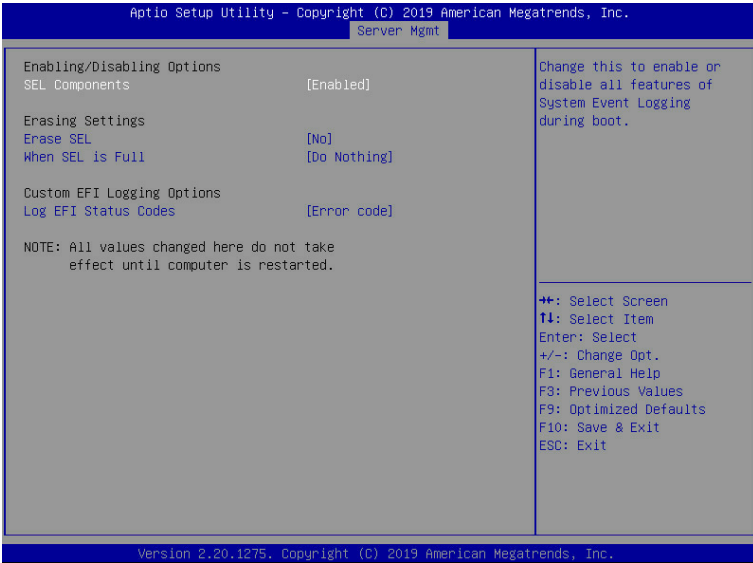 Aptio Setup Utility – Copyright (C) 2019 American Megatrends, Inc.
Server Mgmt
Enabling/Disabling Options
SEL Components [Enabled]
Erasing Settings
Erase SEL [No]
When SEL is Full [Do Nothing]
Custom EFI Logging Options
Log EFI Status Codes [Error code]
NOTE: All values changed here do not take
effect until computer is restarted.
Change this to enable or
disable all features of
System Event Logging
during boot.
→←: Select Screen
↑↓: Select Item
Enter: Select
+/-: Change Opt.
F1: General Help
F3: Previous Values
F9: Optimized Defaults
F10: Save & Exit
ESC: Exit
Version 2.20.1275. Copyright (C) 2019 American Megatrends, Inc.